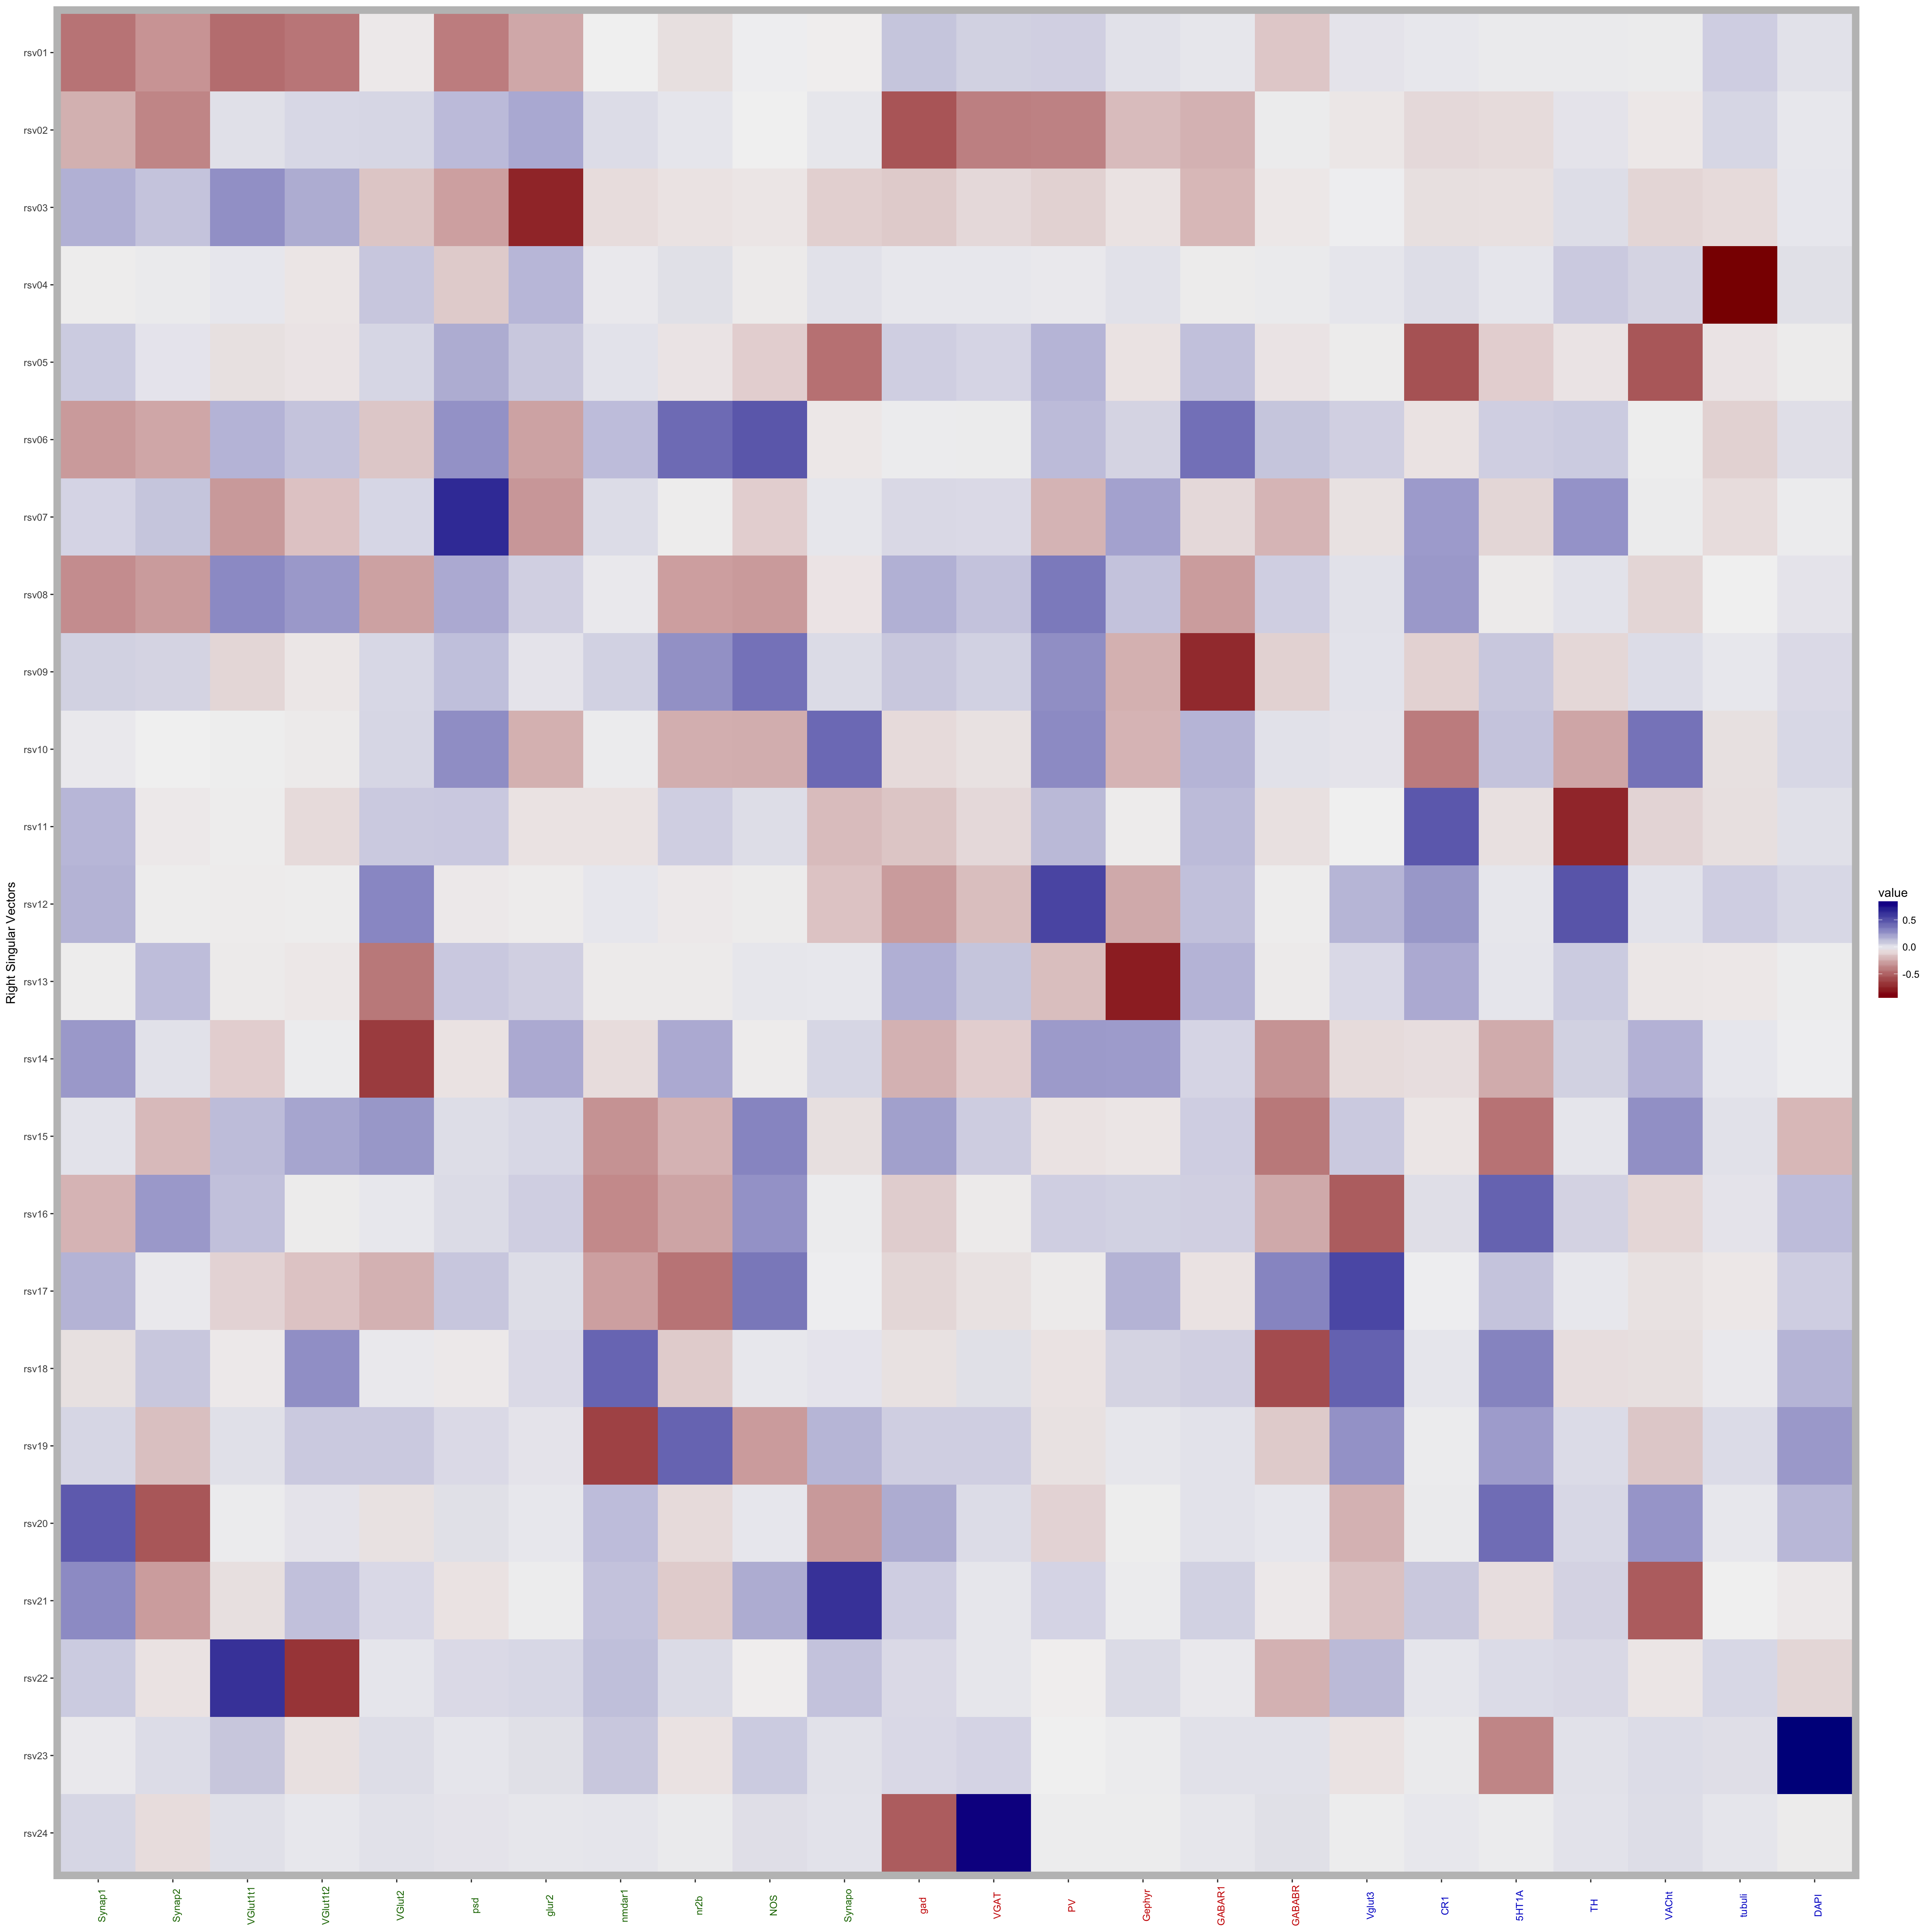 Right Singular Vectors
rsv01
rsv02
rsv03
rsv04
rsv05
rsv06
rsv07
rsv08
rsv09
rsv10
rsv11
rsv12
rsv13
rsv14
rsv15
rsv16
rsv17
rsv18
rsv19
rsv20
rsv21
rsv22
rsv23
rsv24
Synap1
Synap2
VGlut1t1
VGlut1t2
VGlut2
psd
glur2
nmdar1
nr2b
NOS
Synapo
gad
VGAT
PV
Gephyr
GABAR1
GABABR
Vglut3
CR1
5HT1A
TH
VACht
tubuli
DAPI
value
0.5
0.0
-0.5